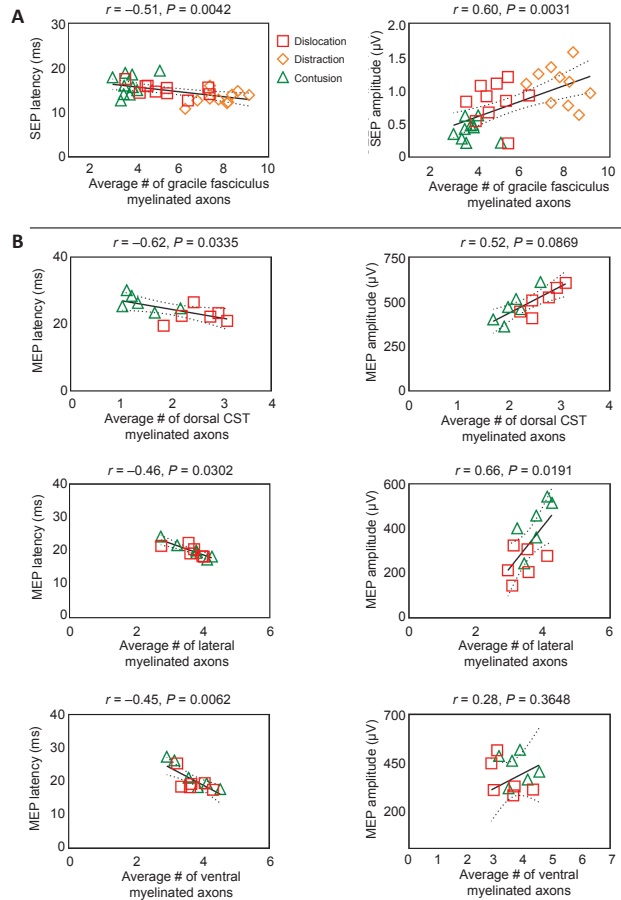 A
r = –0.51, P = 0.0042
SEP latency (ms)
60
50
40
30
20
10
0
2
4
6
8
10
Average # of gracile fasciculus
myelinated axons
Dislocation
Distraction
Contusion
r = 0.60, P = 0.0031
SEP amplitude (µV)
2.0
1.5
1.0
0.5
0
0
2
4
6
8
10
Average # of gracile fasciculus
myelinated axons
B
r = –0.62, P = 0.0335
MEP latency (ms)
40
30
20
0
0
1
2
3
4
Average # of dorsal CST
myelinated axons
r = 0.52, P = 0.0869
MEP amplitude (µV)
750
500
250
0
0
1
2
3
4
Average # of dorsal CST
myelinated axons
r = –0.46, P = 0.0302
MEP latency (ms)
40
30
20
10
0
2
4
6
Average # of lateral
myelinated axons
r = 0.66, P = 0.0191
MEP amplitude (µV)
600
400
200
0
0
2
4
6
Average # of lateral
myelinated axons
r = –0.45, P = 0.0062
MEP latency (ms)
40
30
20
10
0
0
2
4
6
Average # of ventral
myelinated axons
r = 0.28, P = 0.3648
MEP amplitude (µV)
700
500
300
0
1
2
3
4
5
6
7
Average # of ventral
myelinated axons